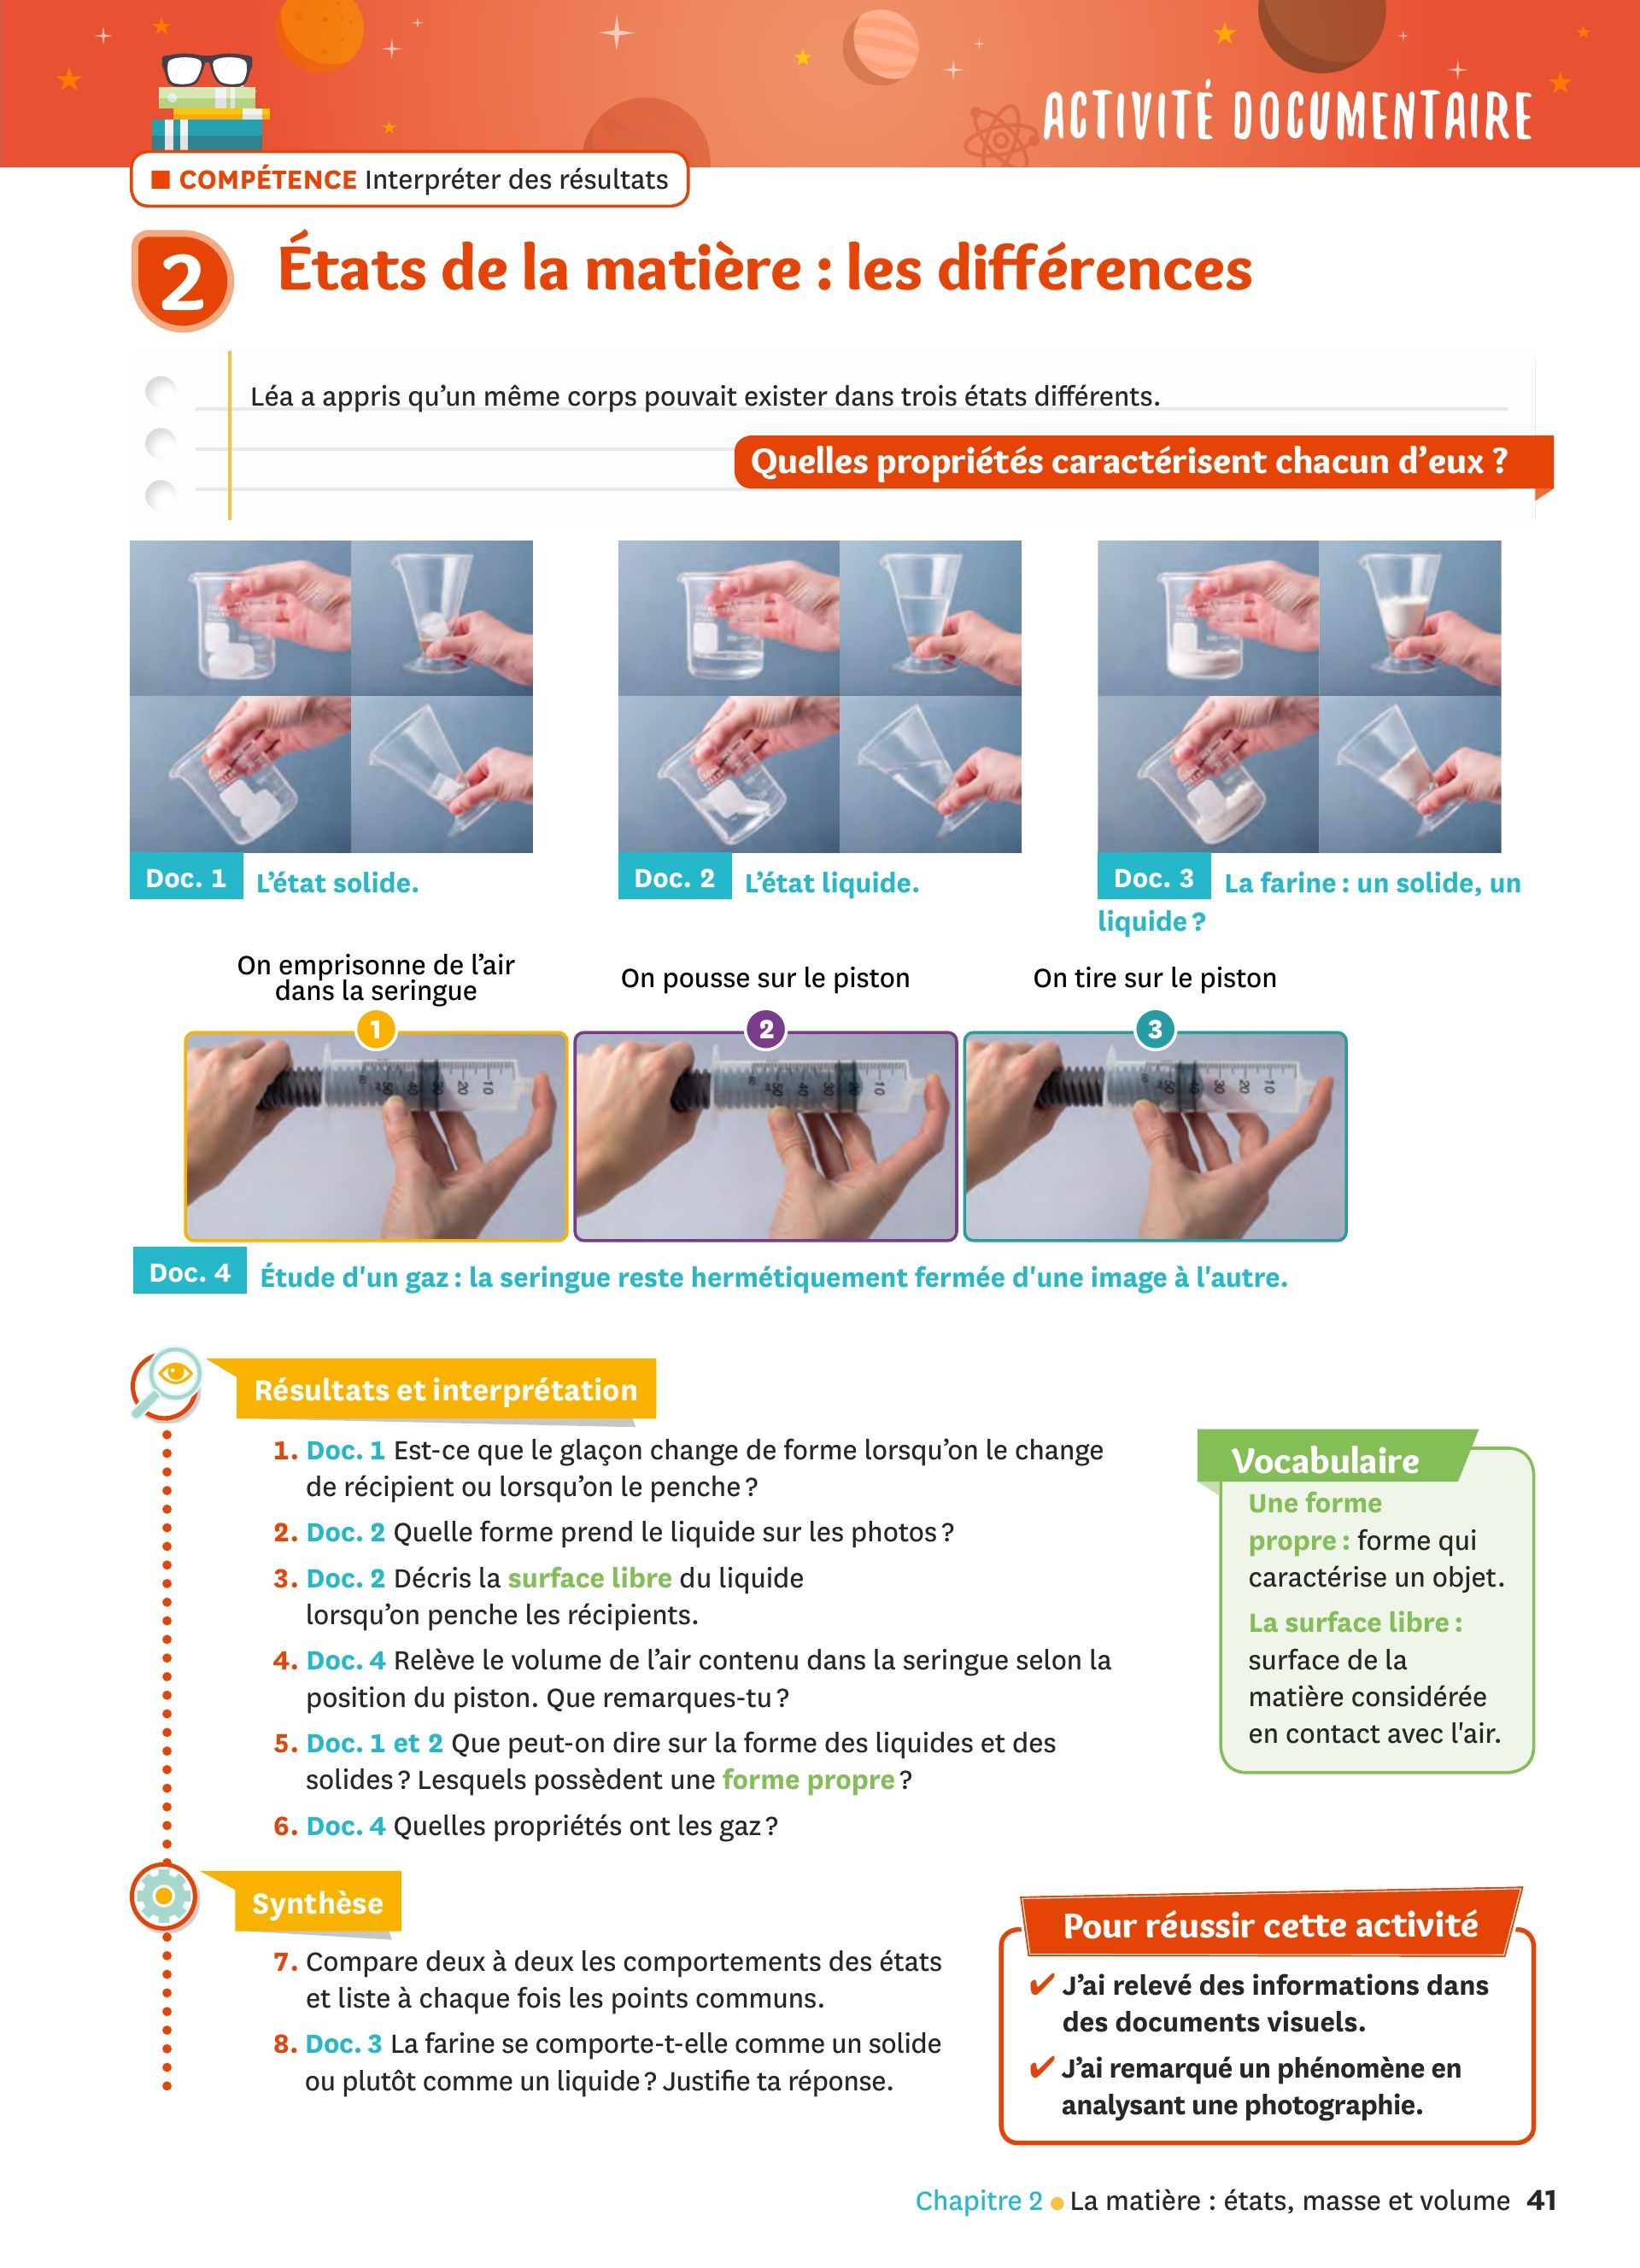 ACTIVITÉ DOCUMENTAIRE
COMPÉTENCE Interpréter des résultats
2 États de la matière : les différences
Léa a appris qu’un même corps pouvait exister dans trois états différents.
Quelles propriétés caractérisent chacun d’eux ?
Doc. 1 L’état solide.
Doc. 2 L’état liquide.
Doc. 3 La farine : un solide, un
liquide ?
On emprisonne de l’air
dans la seringue
1
On pousse sur le piston
2
On tire sur le piston
3
50 40 20 10
50 40 30 10
50 40 30 20 10
Doc. 4 Étude d'un gaz : la seringue reste hermétiquement fermée d'une image à l'autre.
Résultats et interprétation
1. Doc. 1 Est-ce que le glaçon change de forme lorsqu’on le change
de récipient ou lorsqu’on le penche ?
2. Doc. 2 Quelle forme prend le liquide sur les photos ?
3. Doc. 2 Décris la surface libre du liquide
lorsqu’on penche les récipients.
4. Doc. 4 Relève le volume de l’air contenu dans la seringue selon la
position du piston. Que remarques-tu ?
5. Doc. 1 et 2 Que peut-on dire sur la forme des liquides et des
solides ? Lesquels possèdent une forme propre ?
6. Doc. 4 Quelles propriétés ont les gaz ?
Vocabulaire
Une forme
propre : forme qui
caractérise un objet.
La surface libre :
surface de la
matière considérée
en contact avec l'air.
Synthèse
7. Compare deux à deux les comportements des états
et liste à chaque fois les points communs.
8. Doc. 3 La farine se comporte-t-elle comme un solide
ou plutôt comme un liquide ? Justifie ta réponse.
Pour réussir cette activité
✔ J’ai relevé des informations dans
des documents visuels.
✔ J’ai remarqué un phénomène en
analysant une photographie.
Chapitre 2 • La matière : états, masse et volume 41